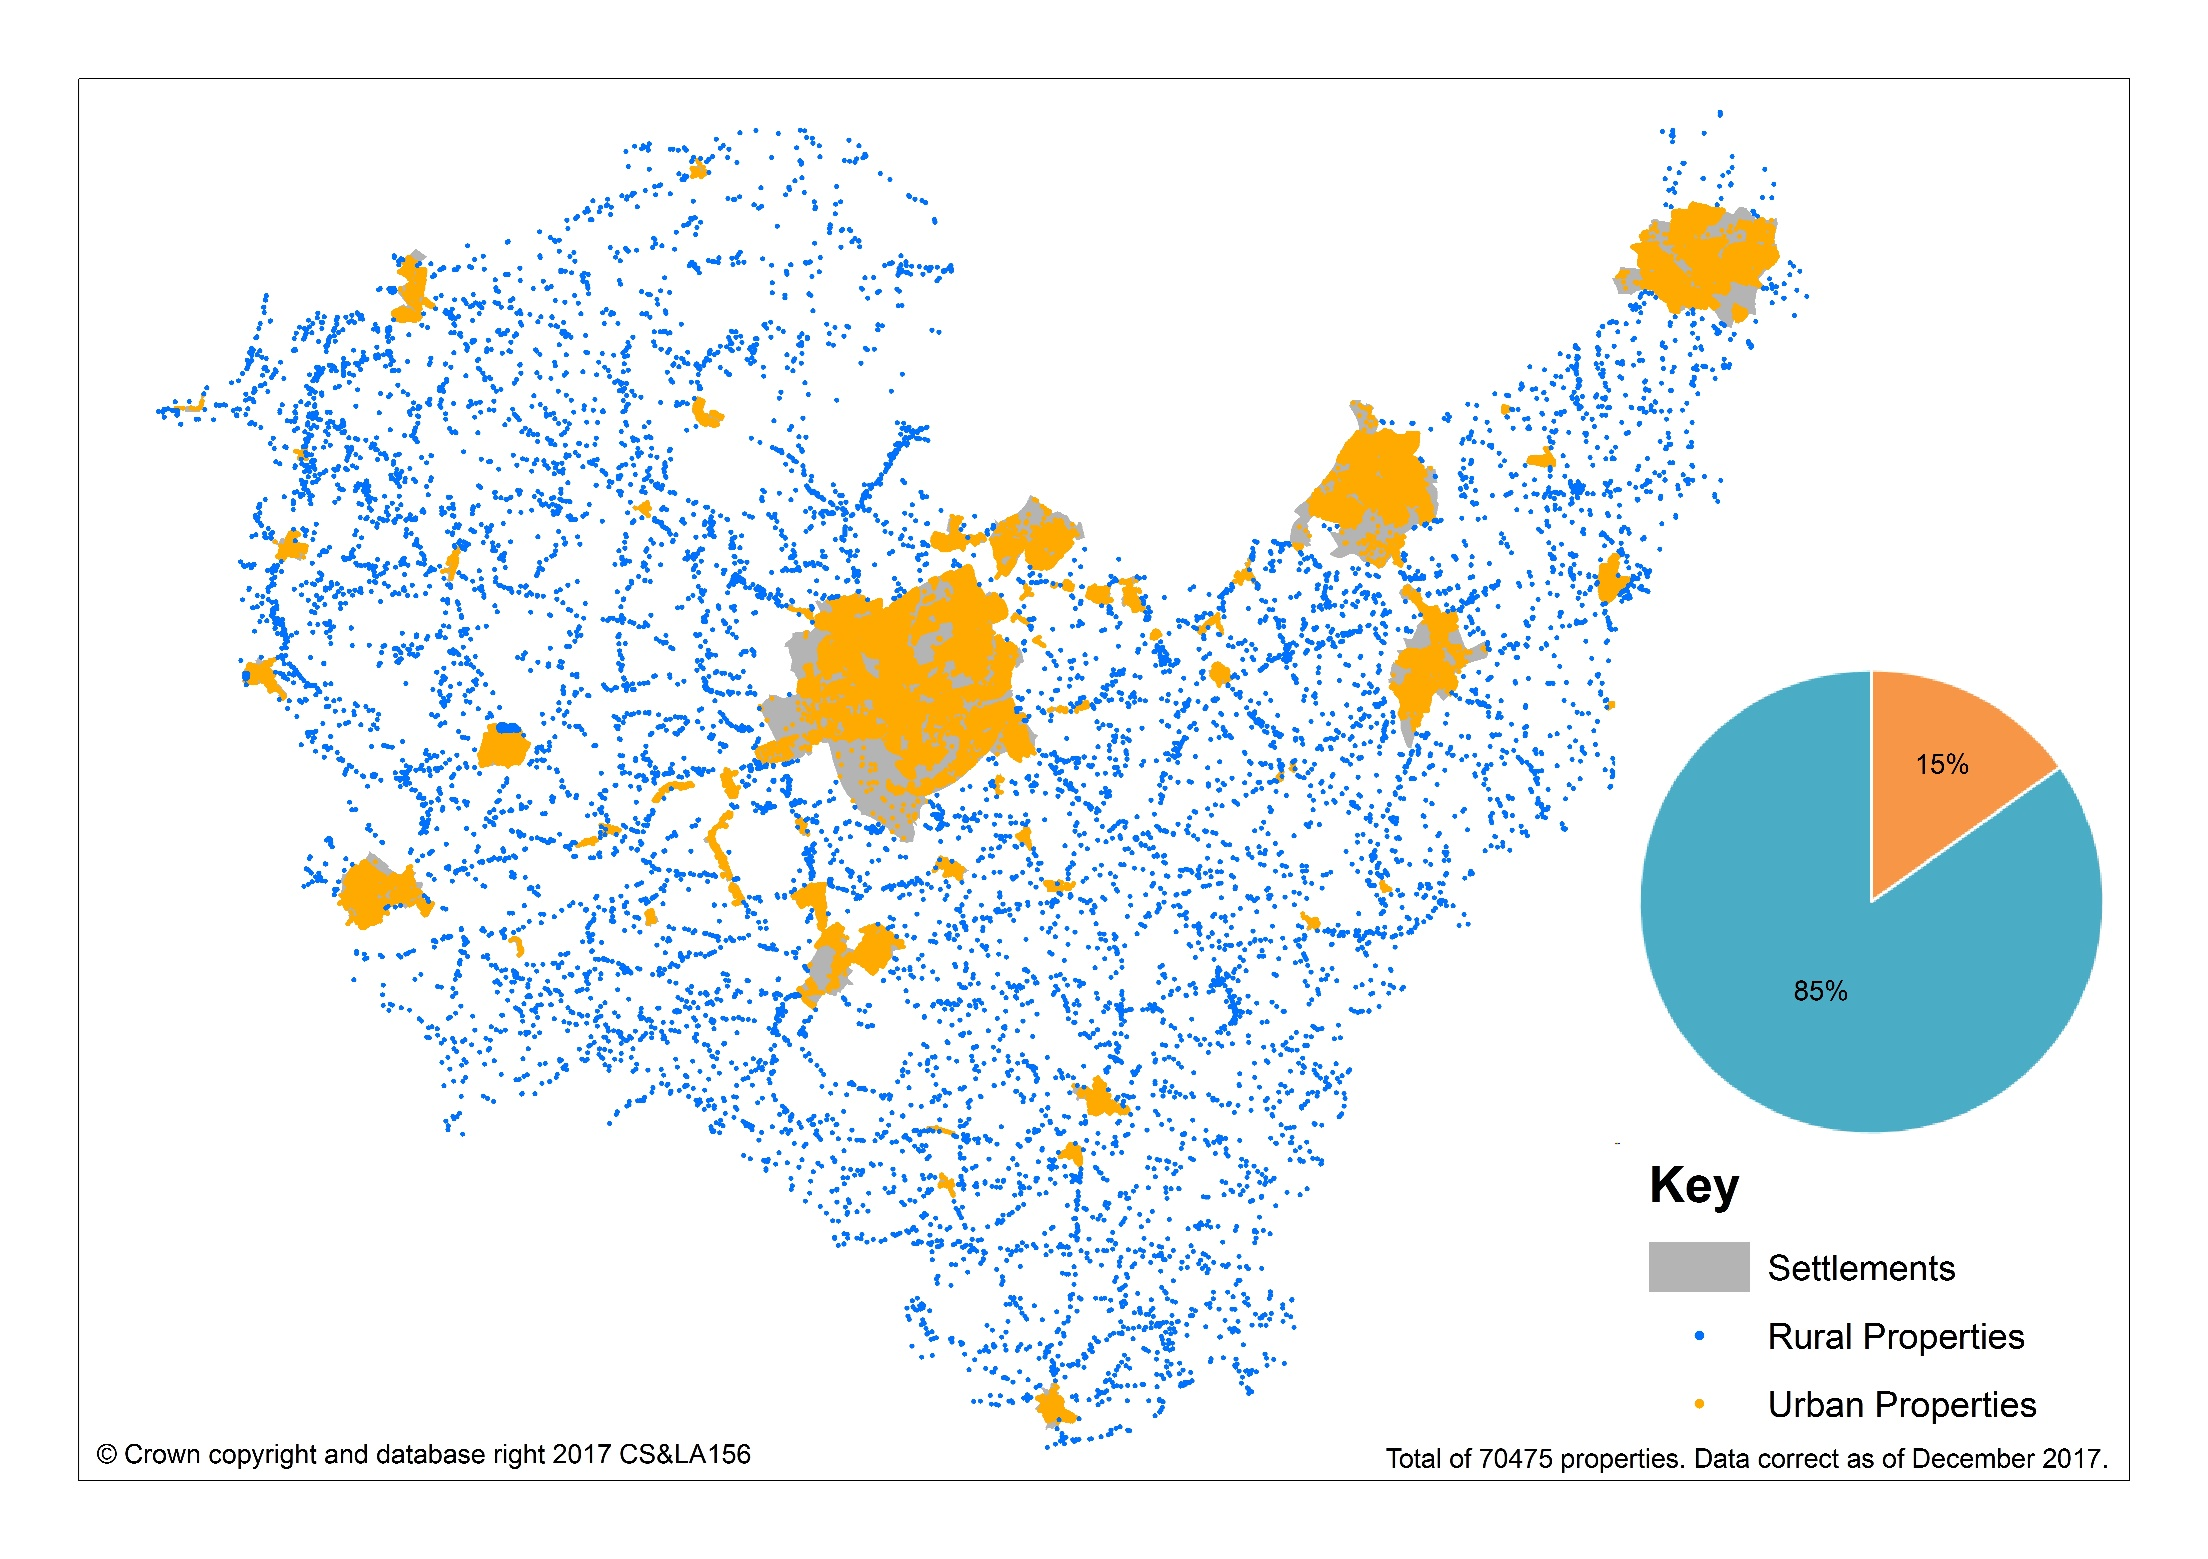 15%
85%
Key
Settlements
Rural Properties
Urban Properties
© Crown copyright and database right 2017 CS&LA156
Total of 70475 properties. Data correct as of December 2017.